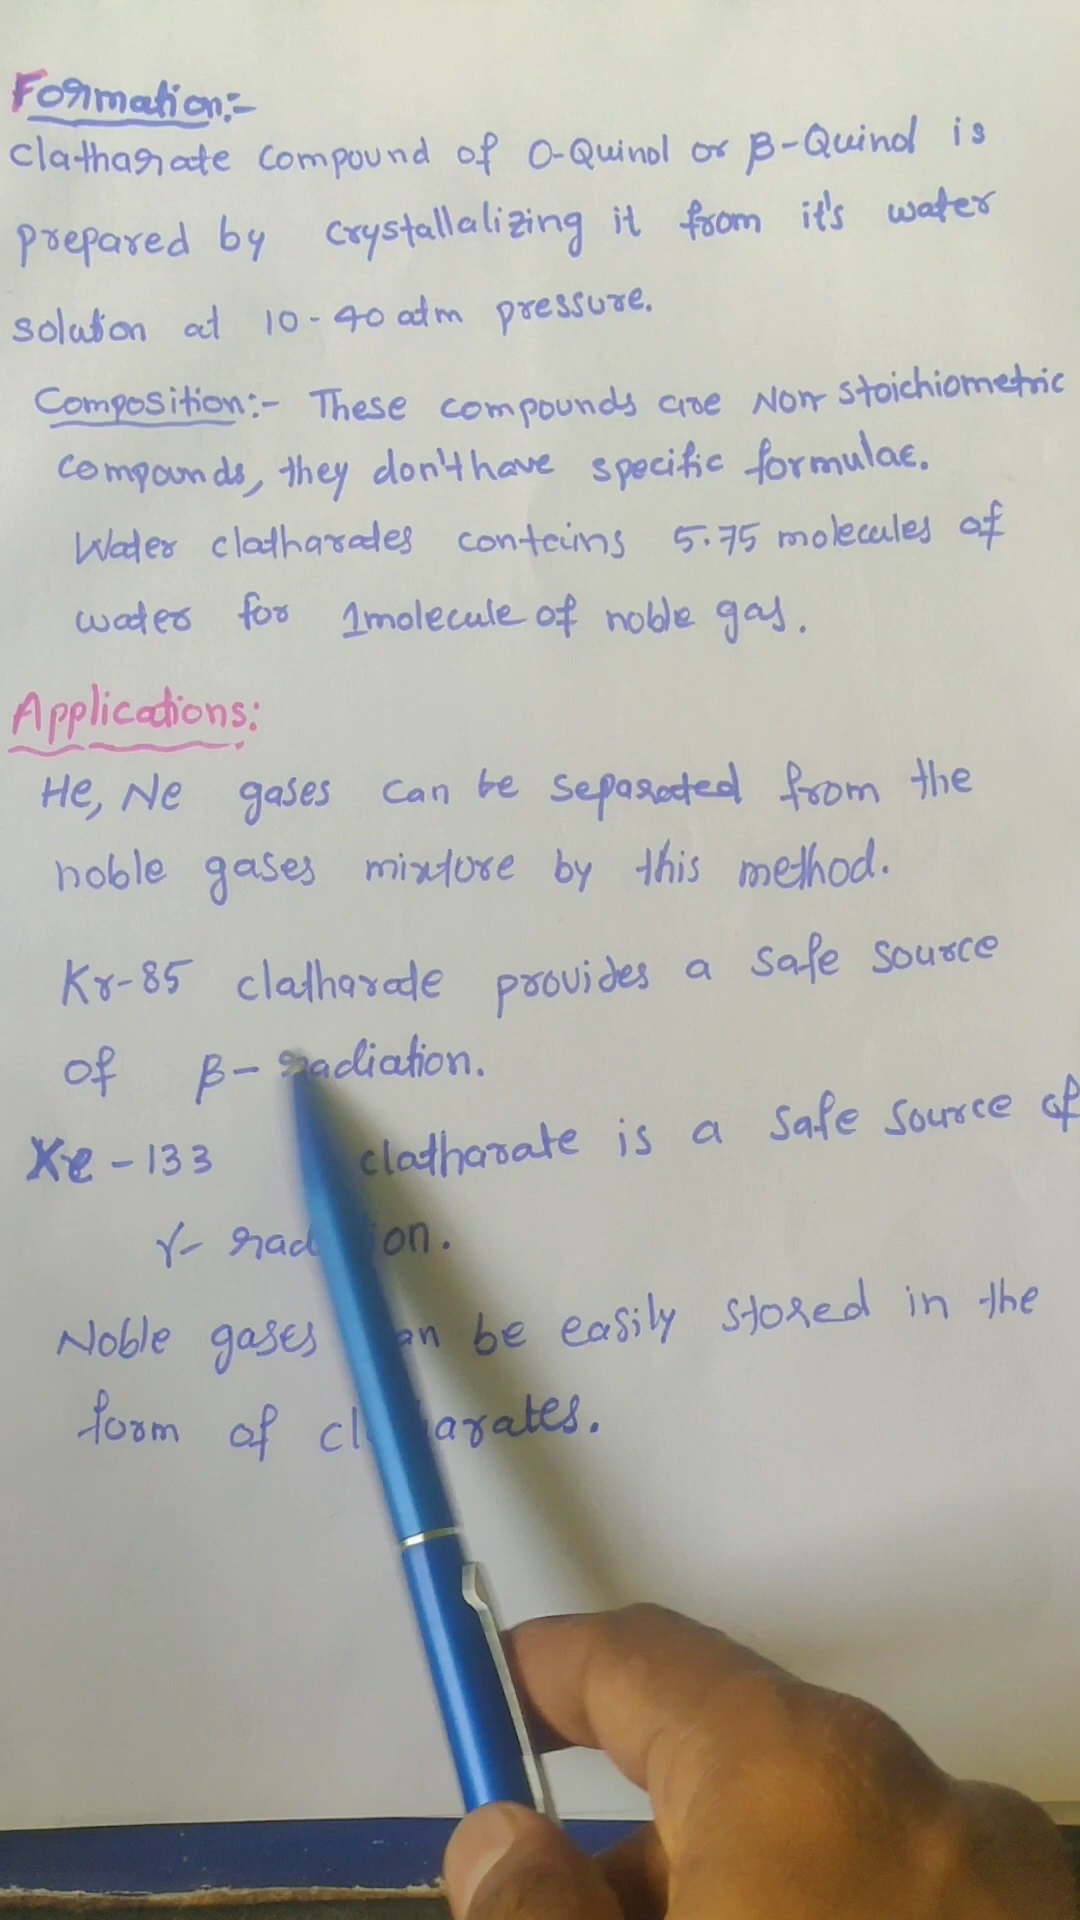 Formation:-
Clatharate compound of O-Quinol or β-Quinol is
prepared by crystallalizing it from it's water
solution at 10-40 atm pressure.
Composition:- These compounds are Non stoichiometric
compounds, they don't have specific formulae.
Water clatharates contains 5.75 molecules of
water for 1 molecule of noble gas.
Applications:
He, Ne gases can be separated from the
noble gases mixture by this method.
Kr-85 clatharate provides a safe source
of β- radiation.
Xe-133 clatharate is a safe source of
γ-
Noble gases be easily stored in the
form of